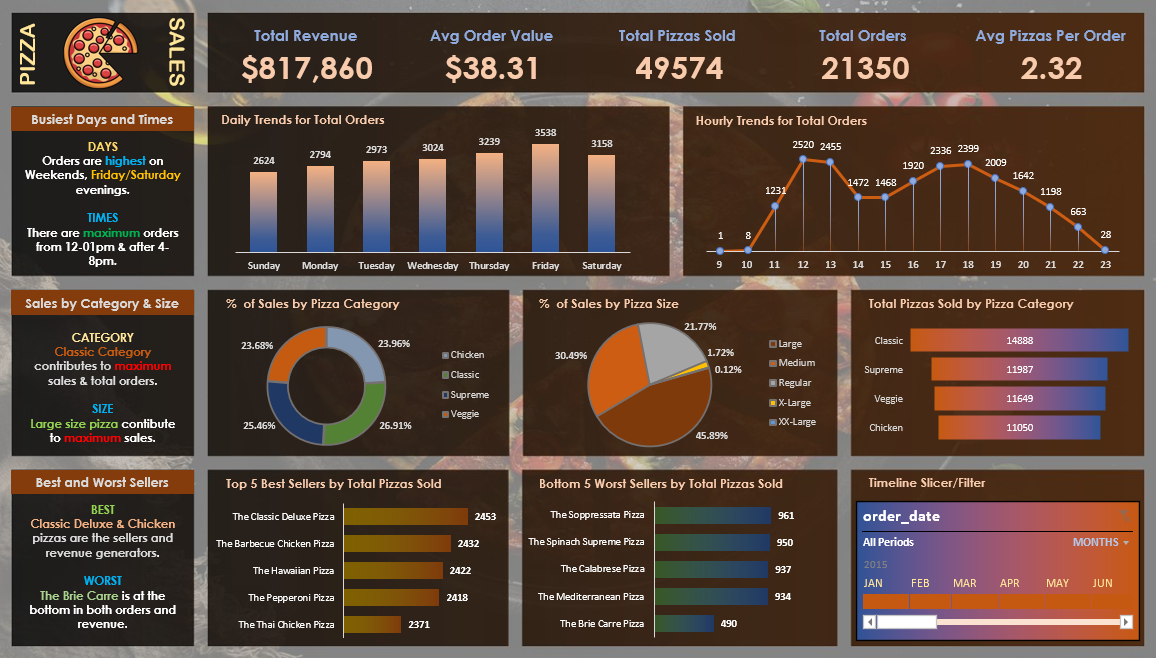 PIZZA
SALES
Total Revenue
$817,860
Avg Order Value
$38.31
Total Pizzas Sold
49574
Total Orders
21350
Avg Pizzas Per Order
2.32
Busiest Days and Times
DAYS
Orders are highest on
Weekends, Friday/Saturday
evenings.
TIMES
There are maximum orders
from 12-01pm & after 4-
8pm.
Daily Trends for Total Orders
2624
2794
2973
3024
3239
3538
3158
Sunday
Monday
Tuesday
Wednesday
Thursday
Friday
Saturday
Hourly Trends for Total Orders
1
8
1231
2520
2455
1472
1468
1920
2336
2399
2009
1642
1198
663
28
9
10
11
12
13
14
15
16
17
18
19
20
21
22
23
Sales by Category & Size
CATEGORY
Classic Category
contributes to maximum
sales & total orders.
SIZE
Large size pizza contibute
to maximum sales.
% of Sales by Pizza Category
23.68%
23.96%
25.46%
26.91%
Chicken
Classic
Supreme
Veggie
% of Sales by Pizza Size
21.77%
1.72%
0.12%
30.49%
45.89%
Large
Medium
Regular
X-Large
XX-Large
Total Pizzas Sold by Pizza Category
Classic
14888
Supreme
11987
Veggie
11649
Chicken
11050
Best and Worst Sellers
BEST
Classic Deluxe & Chicken
pizzas are the sellers and
revenue generators.
WORST
The Brie Carre is at the
bottom in both orders and
revenue.
Top 5 Best Sellers by Total Pizzas Sold
The Classic Deluxe Pizza
2453
The Barbecue Chicken Pizza
2432
The Hawaiian Pizza
2422
The Pepperoni Pizza
2418
The Thai Chicken Pizza
2371
Bottom 5 Worst Sellers by Total Pizzas Sold
The Soppressata Pizza
961
The Spinach Supreme Pizza
950
The Calabrese Pizza
937
The Mediterranean Pizza
934
The Brie Carre Pizza
490
Timeline Slicer/Filter
order_date
All Periods
MONTHS
2015
JAN
FEB
MAR
APR
MAY
JUN